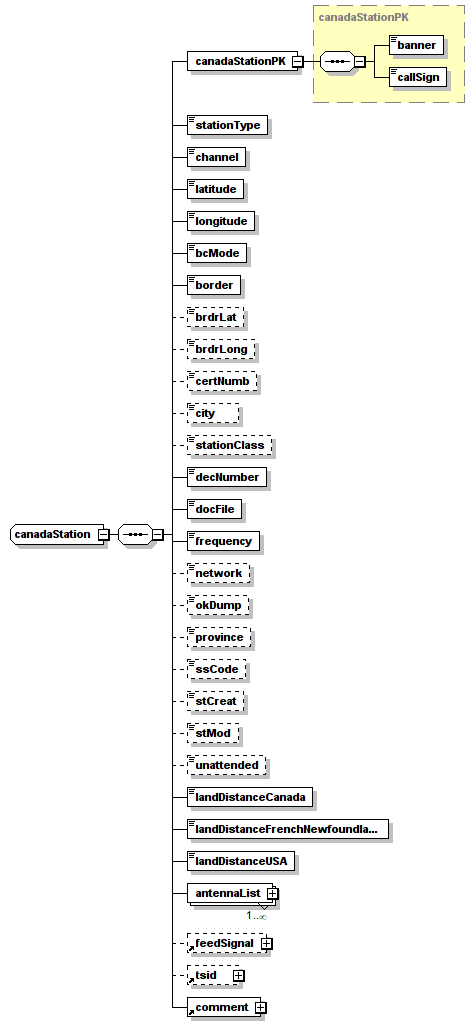 canadaStationPK
canadaStationPK
banner
callSign
stationType
channel
latitude
longitude
bcMode
border
brdrLat
brdrLong
certNumb
city
stationClass
decNumber
docFile
canadaStation
frequency
network
okDump
province
ssCode
stCreat
stMod
unattended
landDistanceCanada
landDistanceFrenchNewfoundla...
landDistanceUSA
antennaList
1..∞
feedSignal
tsid
comment